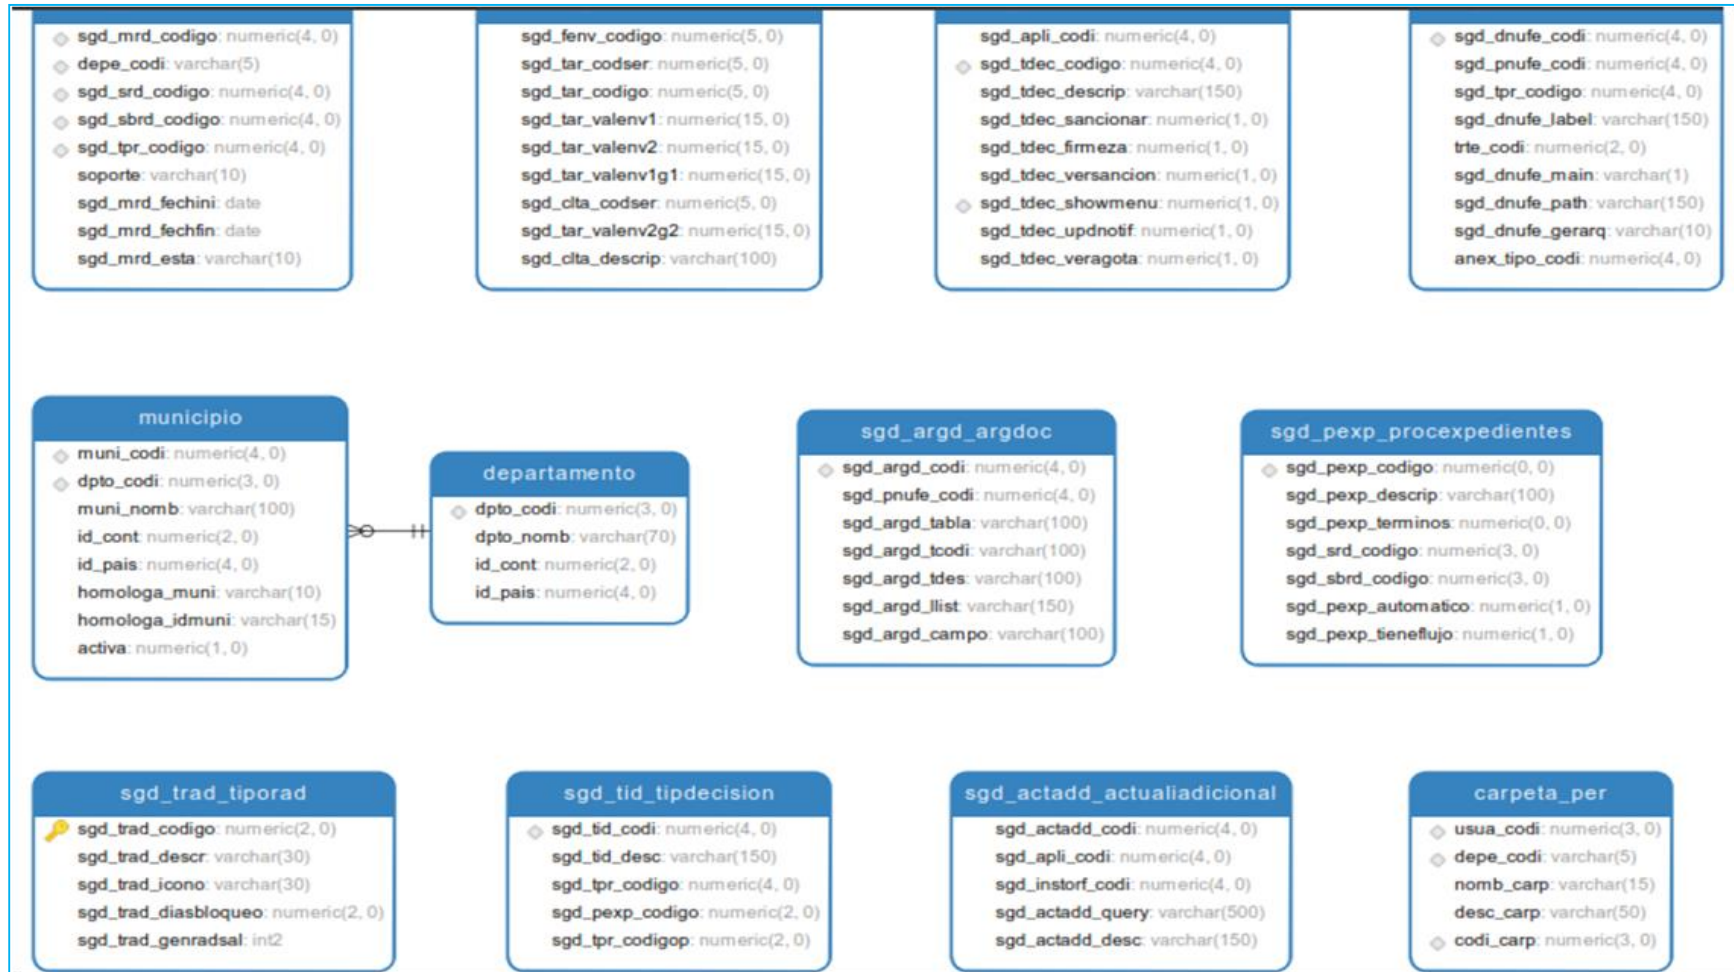 sgd_mrd_codigo: numeric(4, 0)
depe_codi: varchar(5)
sgd_srd_codigo: numeric(4, 0)
sgd_sbrd_codigo: numeric(4, 0)
sgd_tpr_codigo: numeric(4, 0)
soporte: varchar(10)
sgd_mrd_fechini: date
sgd_mrd_fechfin: date
sgd_mrd_esta: varchar(10)
sgd_fenv_codigo: numeric(5, 0)
sgd_tar_codser: numeric(5, 0)
sgd_tar_codigo: numeric(5, 0)
sgd_tar_valenv1: numeric(15, 0)
sgd_tar_valenv2: numeric(15, 0)
sgd_tar_valenv1g1: numeric(15, 0)
sgd_clta_codser: numeric(5, 0)
sgd_tar_valenv2g2: numeric(15, 0)
sgd_clta_descrip: varchar(100)
sgd_apli_codi: numeric(4, 0)
sgd_tdec_codigo: numeric(4, 0)
sgd_tdec_descrip: varchar(150)
sgd_tdec_sancionar: numeric(1, 0)
sgd_tdec_firmeza: numeric(1, 0)
sgd_tdec_versancion: numeric(1, 0)
sgd_tdec_showmenu: numeric(1, 0)
sgd_tdec_updnotif: numeric(1, 0)
sgd_tdec_veragota: numeric(1, 0)
sgd_dnufe_codi: numeric(4, 0)
sgd_pnufe_codi: numeric(4, 0)
sgd_tpr_codigo: numeric(4, 0)
sgd_dnufe_label: varchar(150)
trte_codi: numeric(2, 0)
sgd_dnufe_main: varchar(1)
sgd_dnufe_path: varchar(150)
sgd_dnufe_gerarq: varchar(10)
anex_tipo_codi: numeric(4, 0)
municipio
muni_codi: numeric(4, 0)
dpto_codi: numeric(3, 0)
muni_nomb: varchar(100)
id_cont: numeric(2, 0)
id_pais: numeric(4, 0)
homologa_muni: varchar(10)
homologa_idmuni: varchar(15)
activa: numeric(1, 0)
departamento
dpto_codi: numeric(3, 0)
dpto_nomb: varchar(70)
id_cont: numeric(2, 0)
id_pais: numeric(4, 0)
sgd_argd_argdoc
sgd_argd_codi: numeric(4, 0)
sgd_pnufe_codi: numeric(4, 0)
sgd_argd_tabla: varchar(100)
sgd_argd_tcodi: varchar(100)
sgd_argd_tdes: varchar(100)
sgd_argd_llist: varchar(150)
sgd_argd_campo: varchar(100)
sgd_pexp_procexpedientes
sgd_pexp_codigo: numeric(0, 0)
sgd_pexp_descrip: varchar(100)
sgd_pexp_terminos: numeric(0, 0)
sgd_srd_codigo: numeric(3, 0)
sgd_sbrd_codigo: numeric(3, 0)
sgd_pexp_automatico: numeric(1, 0)
sgd_pexp_tieneflujo: numeric(1, 0)
sgd_trad_tiporad
sgd_trad_codigo: numeric(2, 0)
sgd_trad_descr: varchar(30)
sgd_trad_icono: varchar(30)
sgd_trad_diasbloqueo: numeric(2, 0)
sgd_trad_genradsal: int2
sgd_tid_tipdecision
sgd_tid_codi: numeric(4, 0)
sgd_tid_desc: varchar(150)
sgd_tpr_codigo: numeric(4, 0)
sgd_pexp_codigo: numeric(2, 0)
sgd_tpr_codigop: numeric(2, 0)
sgd_actadd_actualiadicional
sgd_actadd_codi: numeric(4, 0)
sgd_apli_codi: numeric(4, 0)
sgd_instorf_codi: numeric(4, 0)
sgd_actadd_query: varchar(500)
sgd_actadd_desc: varchar(150)
carpeta_per
usua_codi: numeric(3, 0)
depe_codi: varchar(5)
nomb_carp: varchar(15)
desc_carp: varchar(50)
codi_carp: numeric(3, 0)